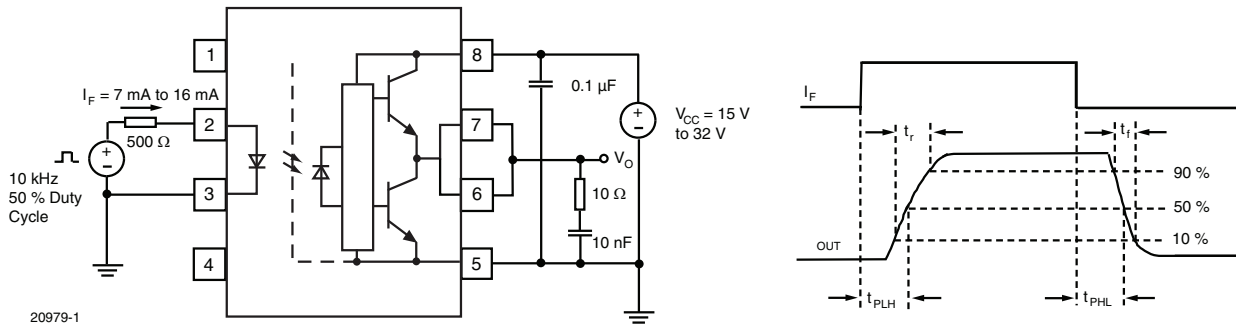 1
2
3
4
8
7
6
5
I_F = 7 mA to 16 mA
500 Ω
+
−
10 kHz
50 % Duty
Cycle
0.1 µF
+
−
V_CC = 15 V
to 32 V
V_O
10 Ω
10 nF
20979-1
I_F
t_r
t_f
90 %
50 %
10 %
OUT
t_PLH
t_PHL